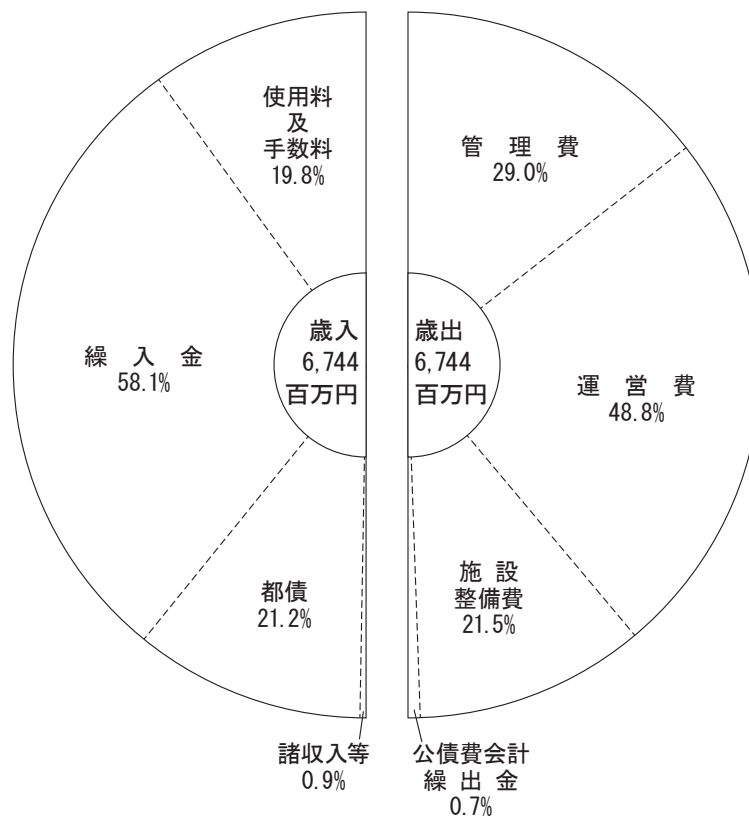 使用料
及
手数料
19.8%
繰 入 金
58.1%
歳入
6,744
百万円
都債
21.2%
諸収入等
0.9%
管 理 費
29.0%
歳出
6,744
百万円
運 営 費
48.8%
施 設
整備費
21.5%
公債費会計
繰 出 金
0.7%